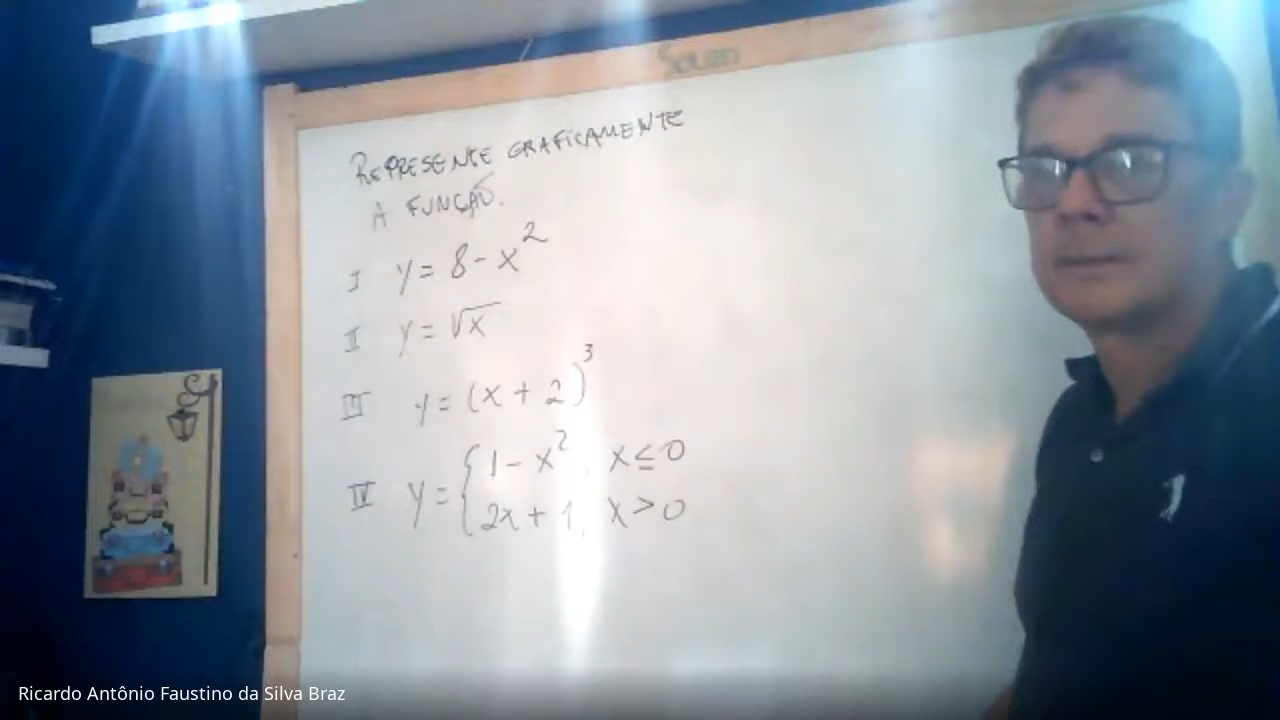 REPRESENTE GRAFICAMENTE
A FUNÇÃO.
I y = 8 - x²
II y = √x
III y = (x + 2)³
IV y = { 1 - x², x ≤ 0
2x + 1, x > 0
Ricardo Antônio Faustino da Silva Braz